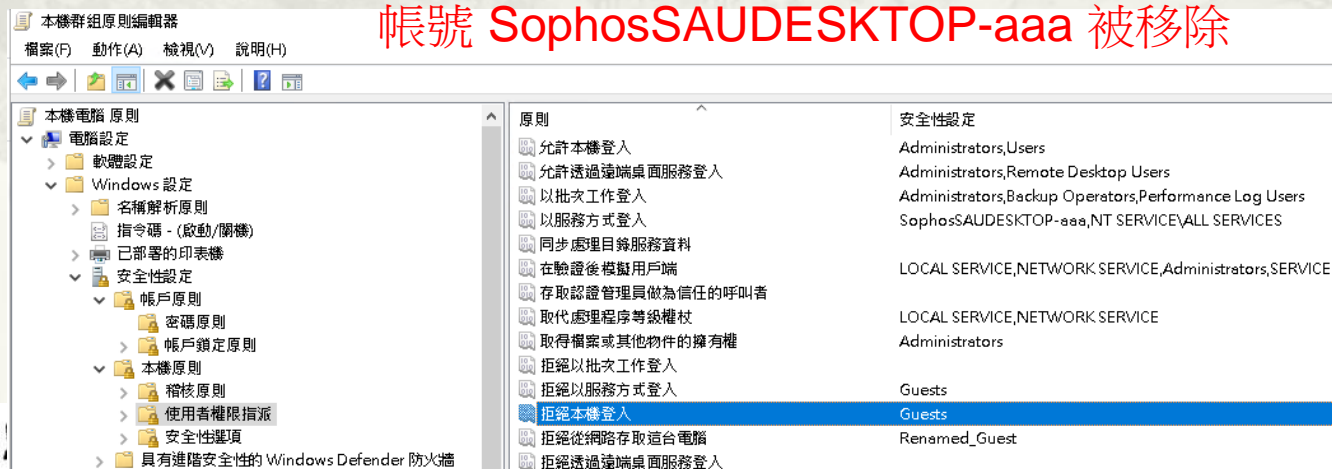 本機群組原則編輯器
帳號 SophosSAUDESKTOP-aaa 被移除
檔案(F) 動作(A) 檢視(V) 說明(H)
本機電腦 原則
電腦設定
軟體設定
Windows 設定
名稱解析原則
指令碼 - (啟動/關機)
已部署的印表機
安全性設定
帳戶原則
密碼原則
帳戶鎖定原則
本機原則
稽核原則
使用者權限指派
安全性選項
具有進階安全性的 Windows Defender 防火牆
原則 安全性設定
允許本機登入 Administrators,Users
允許透過遠端桌面服務登入 Administrators,Remote Desktop Users
以批次工作登入 Administrators,Backup Operators,Performance Log Users
以服務方式登入 SophosSAUDESKTOP-aaa,NT SERVICE\ALL SERVICES
同步處理目錄服務資料
在驗證後模擬用戶端 LOCAL SERVICE,NETWORK SERVICE,Administrators,SERVICE
存取認證管理員做為信任的呼叫者
取代處理程序等級權杖 LOCAL SERVICE,NETWORK SERVICE
取得檔案或其他物件的擁有權 Administrators
拒絕以批次工作登入
拒絕以服務方式登入 Guests
拒絕本機登入 Guests
拒絕從網路存取這台電腦 Renamed_Guest
拒絕透過遠端桌面服務登入